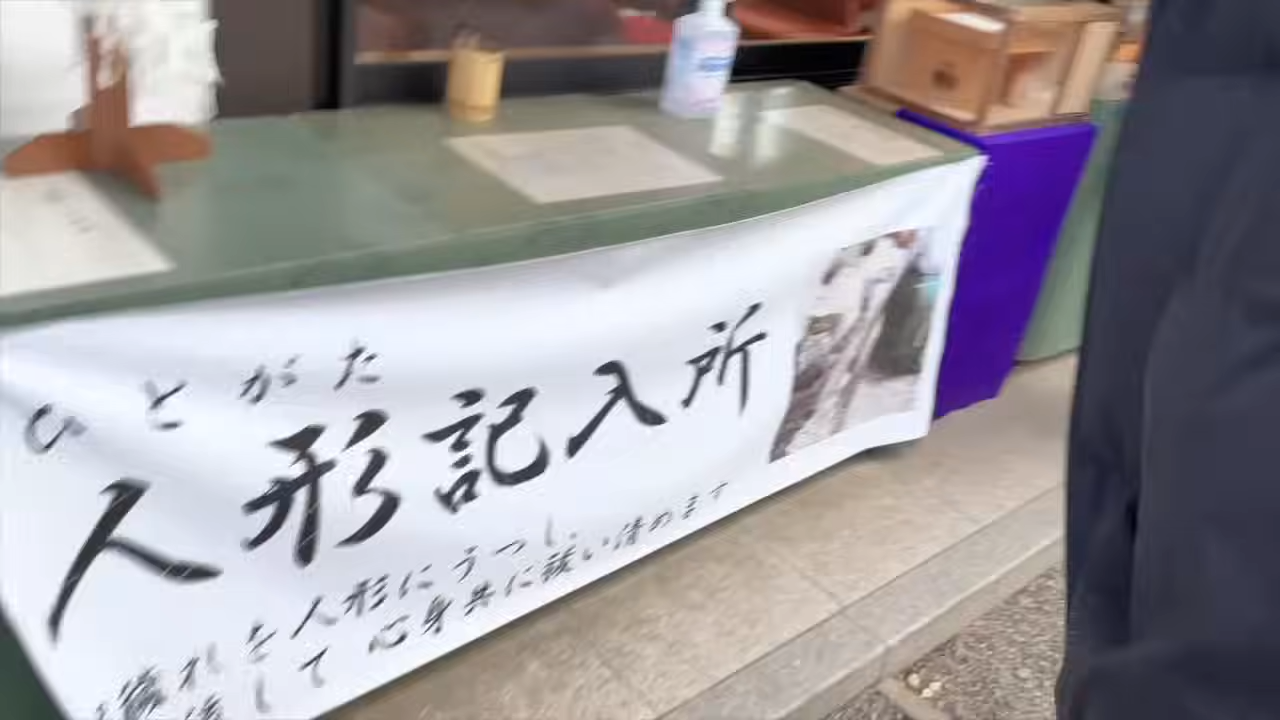 ひとがた
人形記入所
穢れを人形にうつし、
して 心身共に祓い清めます